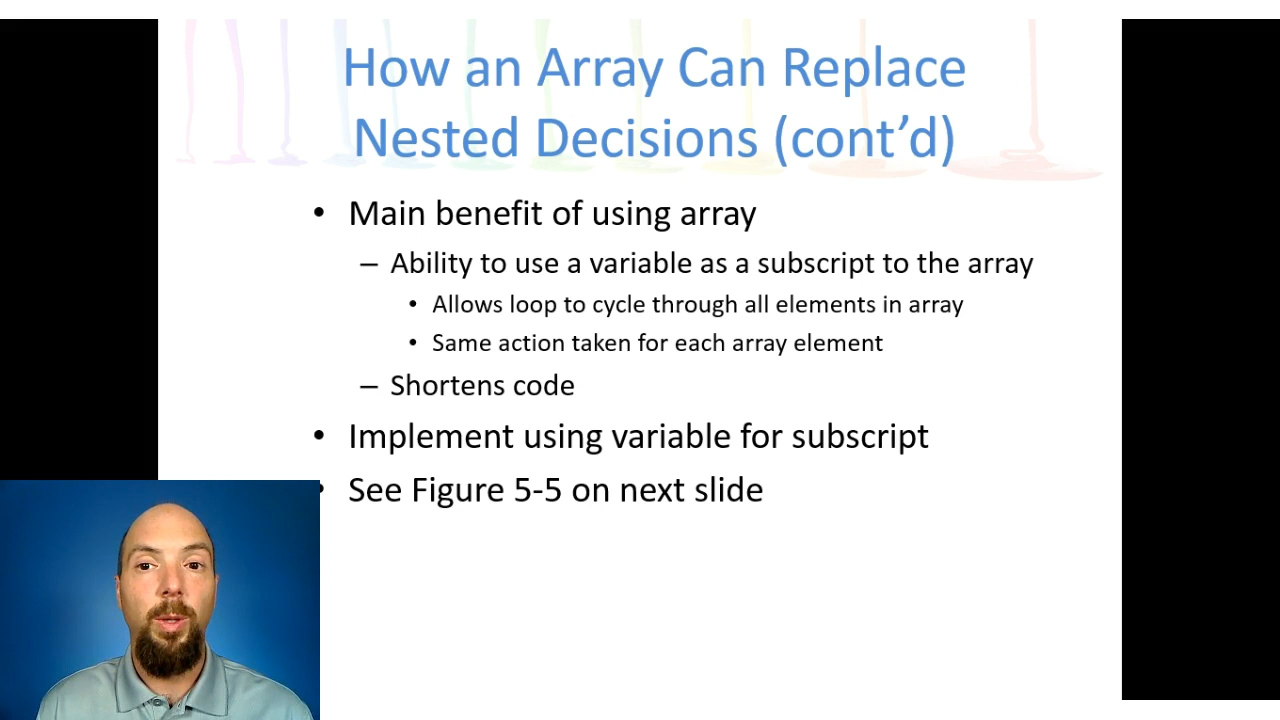 How an Array Can Replace
Nested Decisions (cont’d)
• Main benefit of using array
– Ability to use a variable as a subscript to the array
• Allows loop to cycle through all elements in array
• Same action taken for each array element
– Shortens code
• Implement using variable for subscript
• See Figure 5-5 on next slide